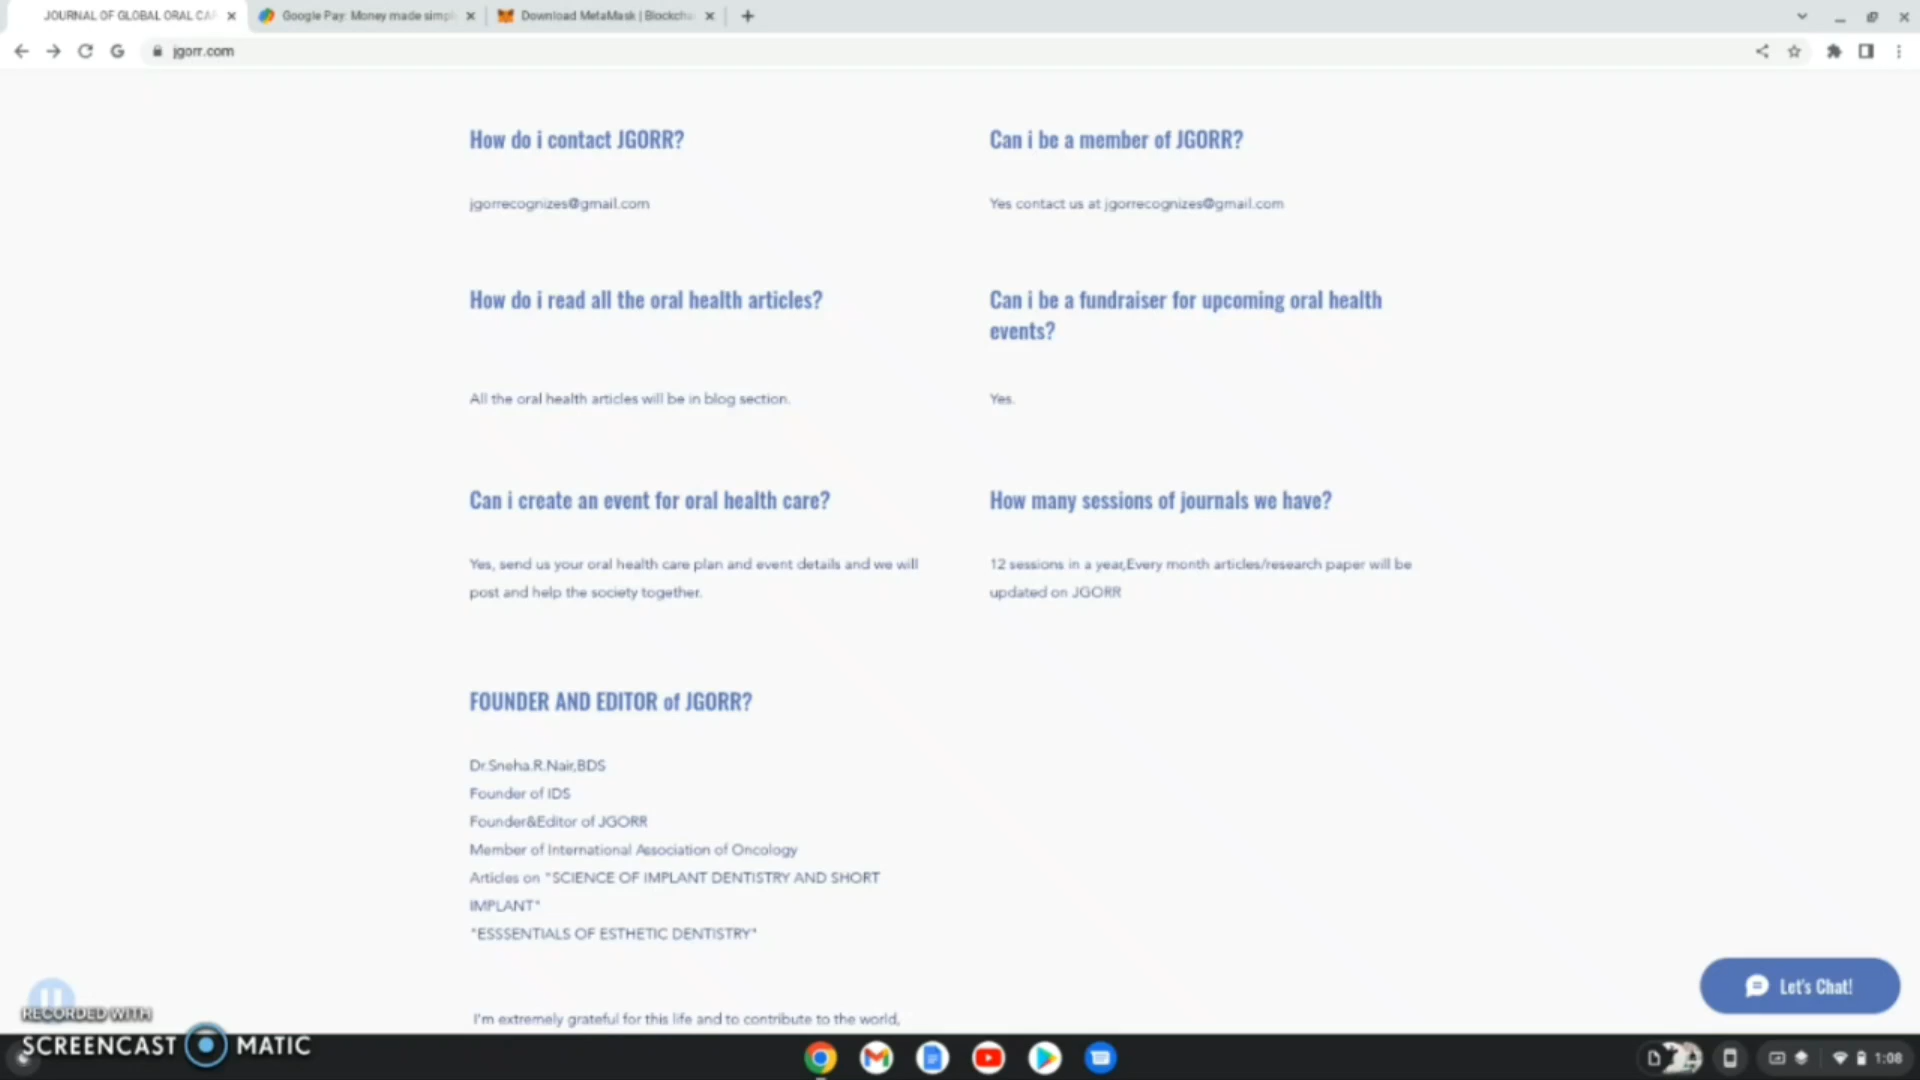 JOURNAL OF GLOBAL ORAL CAR
Google Pay: Money made simpl
Download MetaMask | Blockcha
jgorr.com
How do i contact JGORR?
Can i be a member of JGORR?
jgorrecognizes@gmail.com
Yes contact us at jgorrecognizes@gmail.com
How do i read all the oral health articles?
Can i be a fundraiser for upcoming oral health
events?
All the oral health articles will be in blog section.
Yes.
Can i create an event for oral health care?
How many sessions of journals we have?
Yes, send us your oral health care plan and event details and we will
post and help the society together.
12 sessions in a year,Every month articles/research paper will be
updated on JGORR
FOUNDER AND EDITOR of JGORR?
Dr.Sneha.R.Nair,BDS
Founder of IDS
Founder&Editor of JGORR
Member of International Association of Oncology
Articles on "SCIENCE OF IMPLANT DENTISTRY AND SHORT
IMPLANT"
"ESSSENTIALS OF ESTHETIC DENTISTRY"
I'm extremely grateful for this life and to contribute to the world,
Let's Chat!
RECORDED WITH
SCREENCAST MATIC
1:08